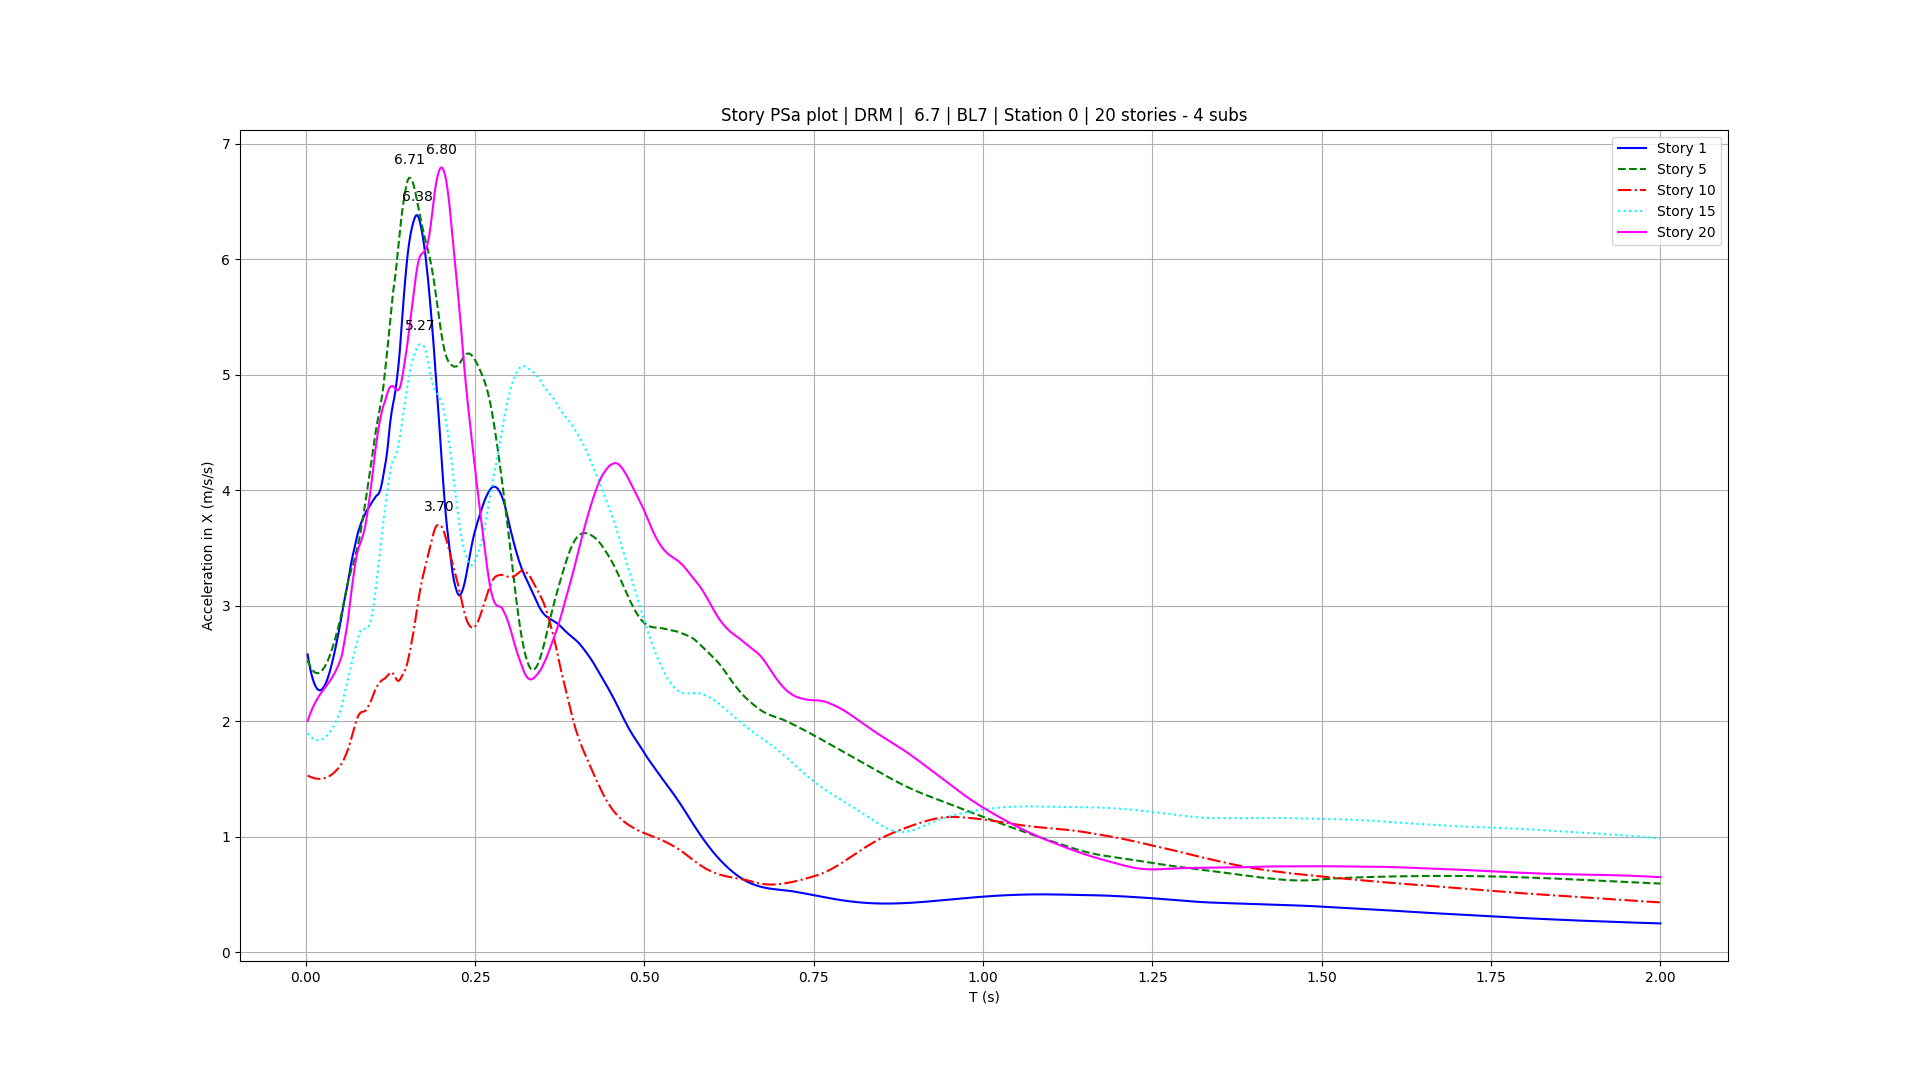 Story PSa plot | DRM |  6.7 | BL7 | Station 0 | 20 stories - 4 subs
7
6
5
4
3
2
1
0
Acceleration in X (m/s/s)
6.71
6.80
6.38
5.27
3.70
Story 1
Story 5
Story 10
Story 15
Story 20
0.00 0.25 0.50 0.75 1.00 1.25 1.50 1.75 2.00
T (s)